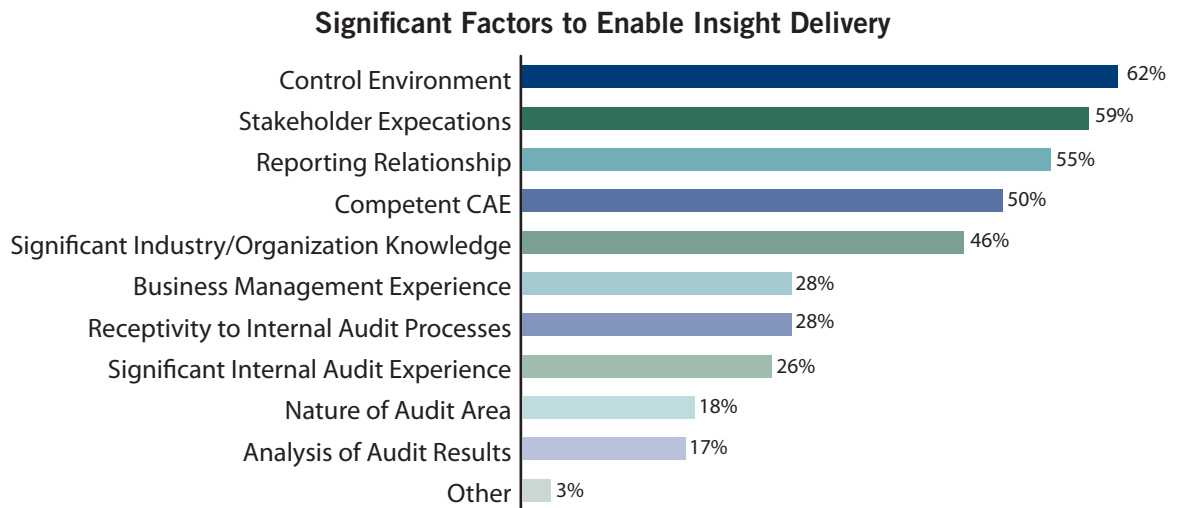 Significant Factors to Enable Insight Delivery
Control Environment 62%
Stakeholder Expecations 59%
Reporting Relationship 55%
Competent CAE 50%
Significant Industry/Organization Knowledge 46%
Business Management Experience 28%
Receptivity to Internal Audit Processes 28%
Significant Internal Audit Experience 26%
Nature of Audit Area 18%
Analysis of Audit Results 17%
Other 3%